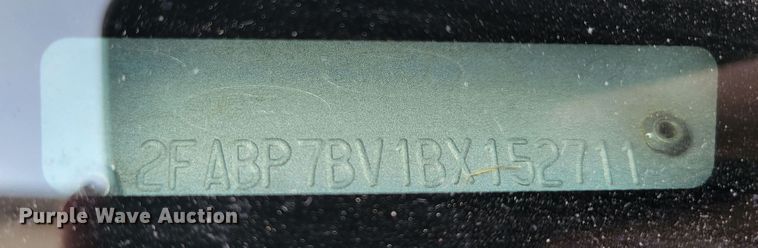 2FABP7BV1BX152711
Purple Wave Auction